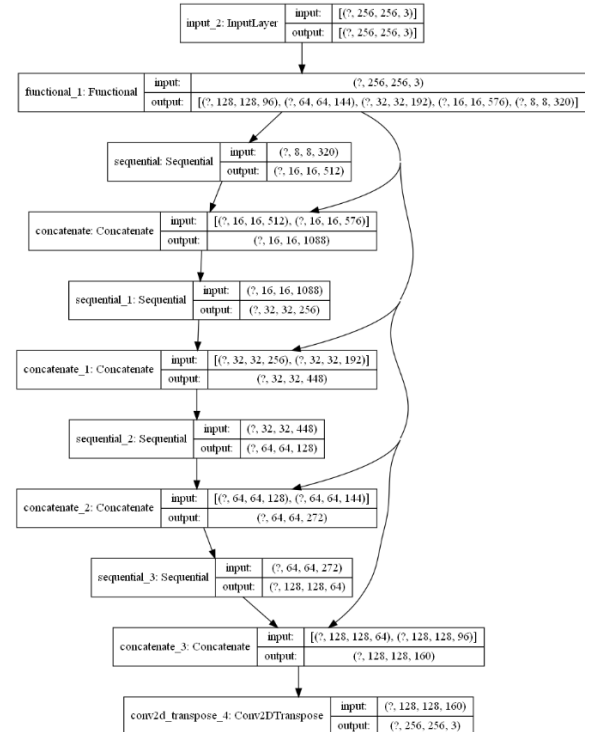 input_2: InputLayer
input: [(?, 256, 256, 3)]
output: [(?, 256, 256, 3)]
functional_1: Functional
input: (?, 256, 256, 3)
output: [(?, 128, 128, 96), (?, 64, 64, 144), (?, 32, 32, 192), (?, 16, 16, 576), (?, 8, 8, 320)]
sequential: Sequential
input: (?, 8, 8, 320)
output: (?, 16, 16, 512)
concatenate: Concatenate
input: [(?, 16, 16, 512), (?, 16, 16, 576)]
output: (?, 16, 16, 1088)
sequential_1: Sequential
input: (?, 16, 16, 1088)
output: (?, 32, 32, 256)
concatenate_1: Concatenate
input: [(?, 32, 32, 256), (?, 32, 32, 192)]
output: (?, 32, 32, 448)
sequential_2: Sequential
input: (?, 32, 32, 448)
output: (?, 64, 64, 128)
concatenate_2: Concatenate
input: [(?, 64, 64, 128), (?, 64, 64, 144)]
output: (?, 64, 64, 272)
sequential_3: Sequential
input: (?, 64, 64, 272)
output: (?, 128, 128, 64)
concatenate_3: Concatenate
input: [(?, 128, 128, 64), (?, 128, 128, 96)]
output: (?, 128, 128, 160)
conv2d_transpose_4: Conv2DTranspose
input: (?, 128, 128, 160)
output: (?, 256, 256, 3)